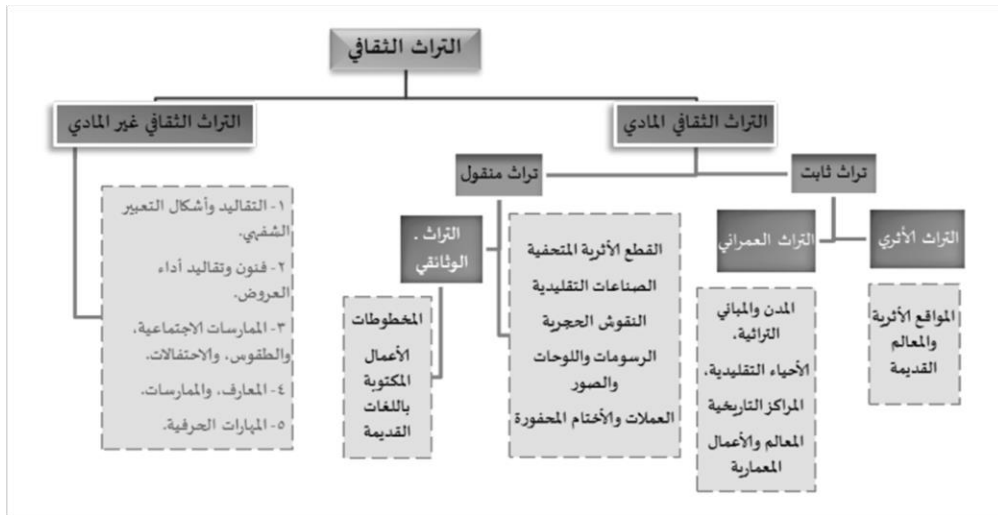 التراث الثقافي
التراث الثقافي المادي
التراث الثقافي غير المادي
تراث ثابت
تراث منقول
التراث الأثري
التراث العمراني
التراث .
الوثائقي
المواقع الأثرية
والمعالم
القديمة
المدن والمباني
التراثية،
الأحياء التقليدية،
المراكز التاريخية
المعالم والأعمال
المعمارية
القطع الأثرية المتحفية
الصناعات التقليدية
النقوش الحجرية
الرسومات واللوحات
والصور
العملات والأختام المحفورة
المخطوطات
الأعمال
المكتوبة
باللغات
القديمة
١- التقاليد وأشكال التعبير
الشفهي.
٢- فنون وتقاليد أداء
العروض.
٣- الممارسات الاجتماعية،
والطقوس، والاحتفالات.
٤- المعارف، والممارسات.
٥- المهارات الحرفية.